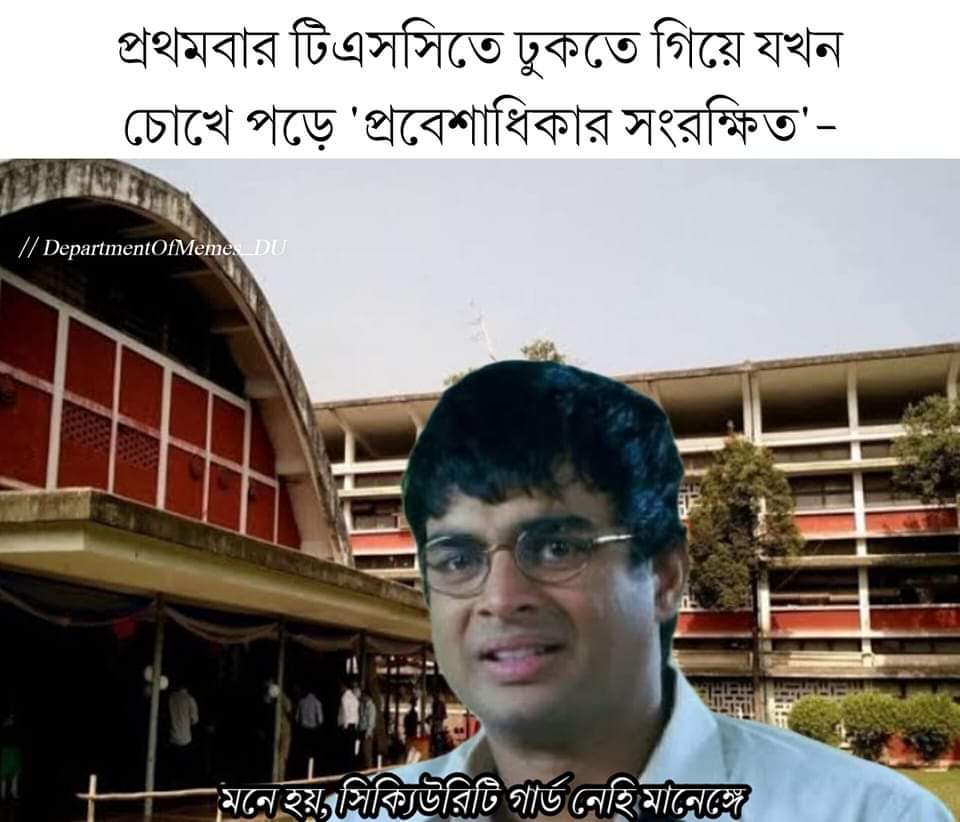 প্রথমবার টিএসসিতে ঢুকতে গিয়ে যখন
চোখে পড়ে 'প্রবেশাধিকার সংরক্ষিত'-
// DepartmentOfMemes_DU
মনে হয়, সিক্যিউরিটি গার্ড নেহি মানেঙ্গে